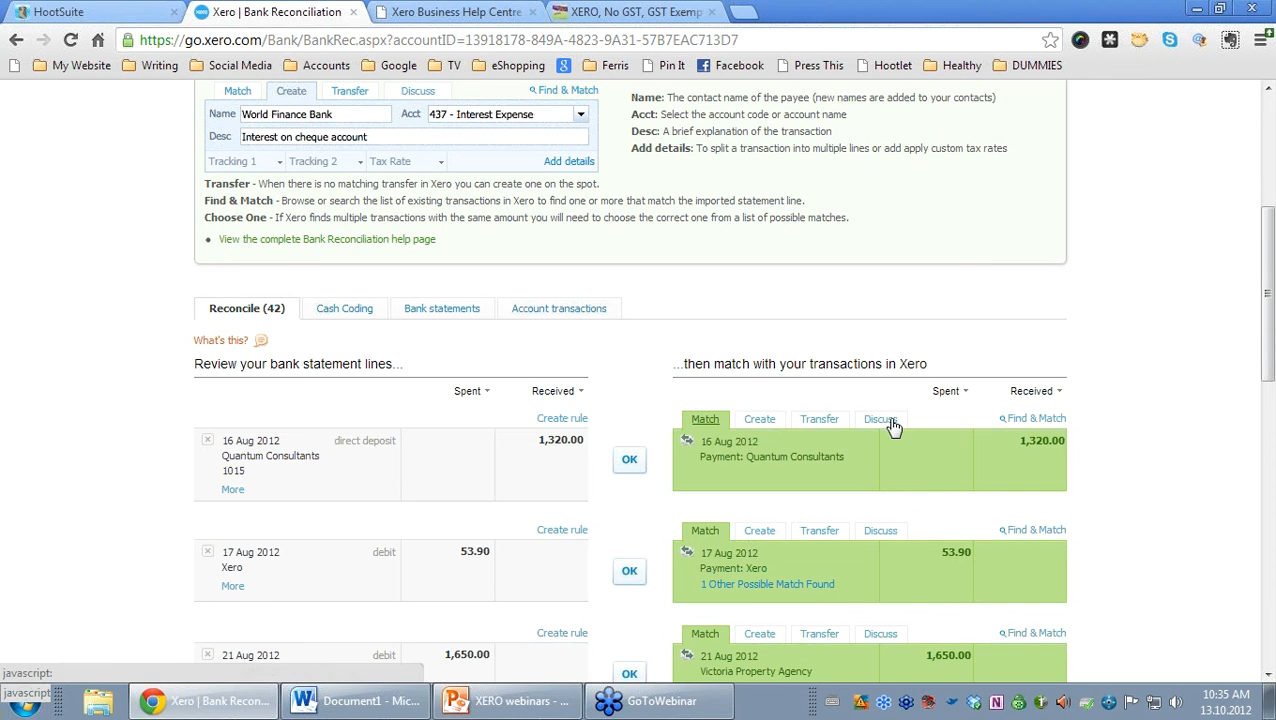 HootSuite
Xero | Bank Reconciliation
Xero Business Help Centre
XERO, No GST, GST Exemp
https://go.xero.com/Bank/BankRec.aspx?accountID=13918178-849A-4823-9A31-57B7EAC713D7
My Website Writing Social Media Accounts Google TV eShopping Ferris Pin It Facebook Press This Hootlet Healthy DUMMIES
Match Create Transfer Discuss Find & Match
Name World Finance Bank Acct 437 - Interest Expense
Desc Interest on cheque account
Tracking 1 Tracking 2 Tax Rate Add details
Name: The contact name of the payee (new names are added to your contacts)
Acct: Select the account code or account name
Desc: A brief explanation of the transaction
Add details: To split a transaction into multiple lines or add apply custom tax rates
Transfer - When there is no matching transfer in Xero you can create one on the spot.
Find & Match - Browse or search the list of existing transactions in Xero to find one or more that match the imported statement line.
Choose One - If Xero finds multiple transactions with the same amount you will need to choose the correct one from a list of possible matches.
View the complete Bank Reconciliation help page
Reconcile (42) Cash Coding Bank statements Account transactions
What's this?
Review your bank statement lines... ...then match with your transactions in Xero
Spent Received Spent Received
Create rule Match Create Transfer Discuss Find & Match
16 Aug 2012 direct deposit 1,320.00 16 Aug 2012 1,320.00
Quantum Consultants OK Payment: Quantum Consultants
1015
More
Create rule Match Create Transfer Discuss Find & Match
17 Aug 2012 debit 53.90 17 Aug 2012 53.90
Xero OK Payment: Xero
More 1 Other Possible Match Found
Create rule Match Create Transfer Discuss Find & Match
21 Aug 2012 debit 1,650.00 21 Aug 2012 1,650.00
OK Victoria Property Agency
javascript:
javascript
Xero | Bank Recon... Document1 - Mic... XERO webinars - ... GoToWebinar
10:35 AM
13.10.2012